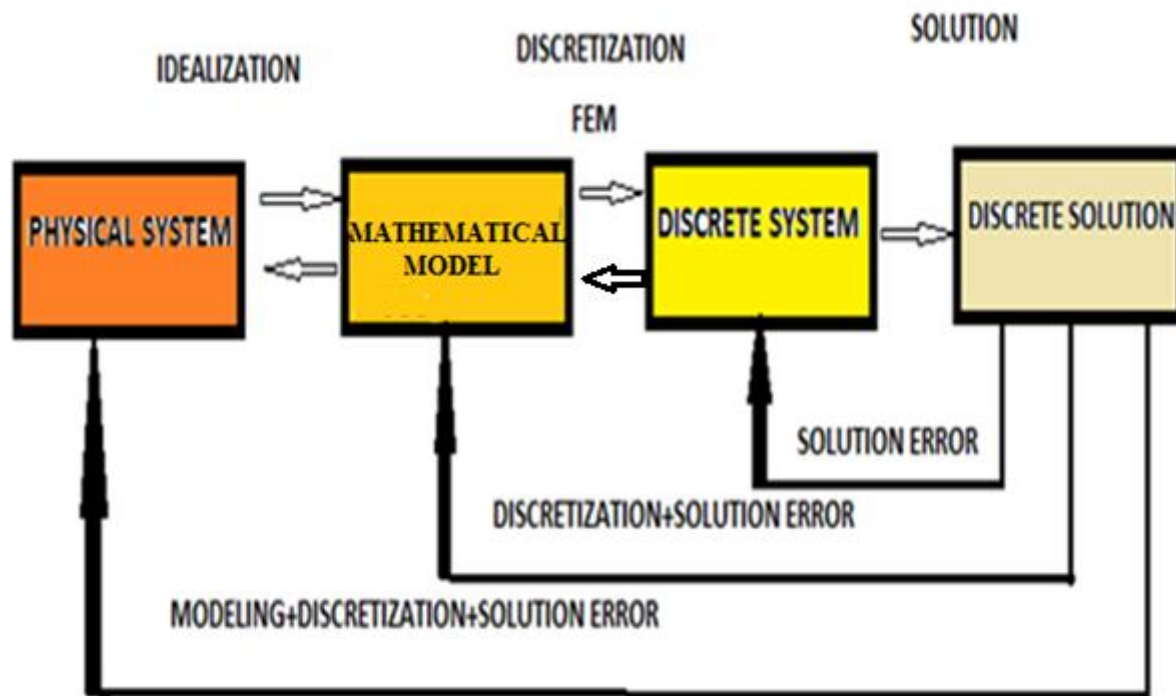 IDEALIZATION
DISCRETIZATION
FEM
SOLUTION
PHYSICAL SYSTEM
MATHEMATICAL
MODEL
DISCRETE SYSTEM
DISCRETE SOLUTION
SOLUTION ERROR
DISCRETIZATION+SOLUTION ERROR
MODELING+DISCRETIZATION+SOLUTION ERROR